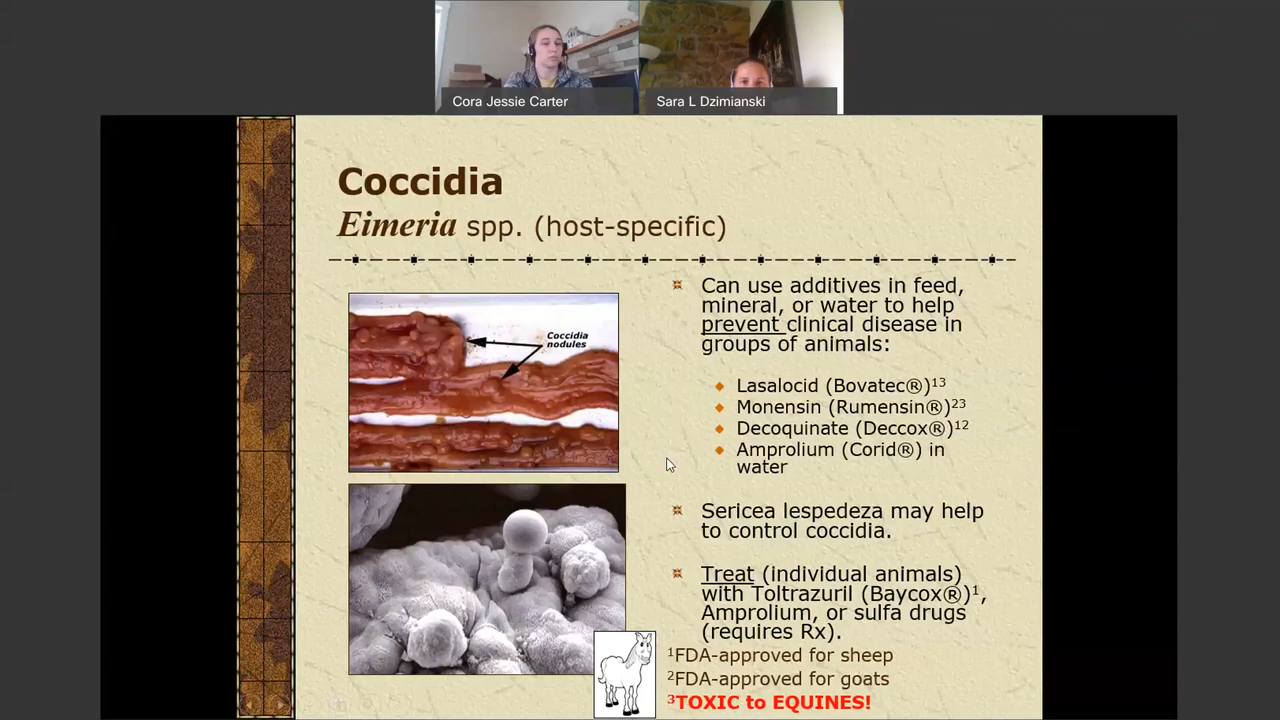 Cora Jessie Carter
Sara L Dzimianski
Coccidia
Eimeria spp. (host-specific)
Coccidia
nodules
Can use additives in feed,
mineral, or water to help
prevent clinical disease in
groups of animals:
Lasalocid (Bovatec®)¹³
Monensin (Rumensin®)²³
Decoquinate (Deccox®)¹²
Amprolium (Corid®) in
water
Sericea lespedeza may help
to control coccidia.
Treat (individual animals)
with Toltrazuril (Baycox®)¹,
Amprolium, or sulfa drugs
(requires Rx).
¹FDA-approved for sheep
²FDA-approved for goats
³TOXIC to EQUINES!